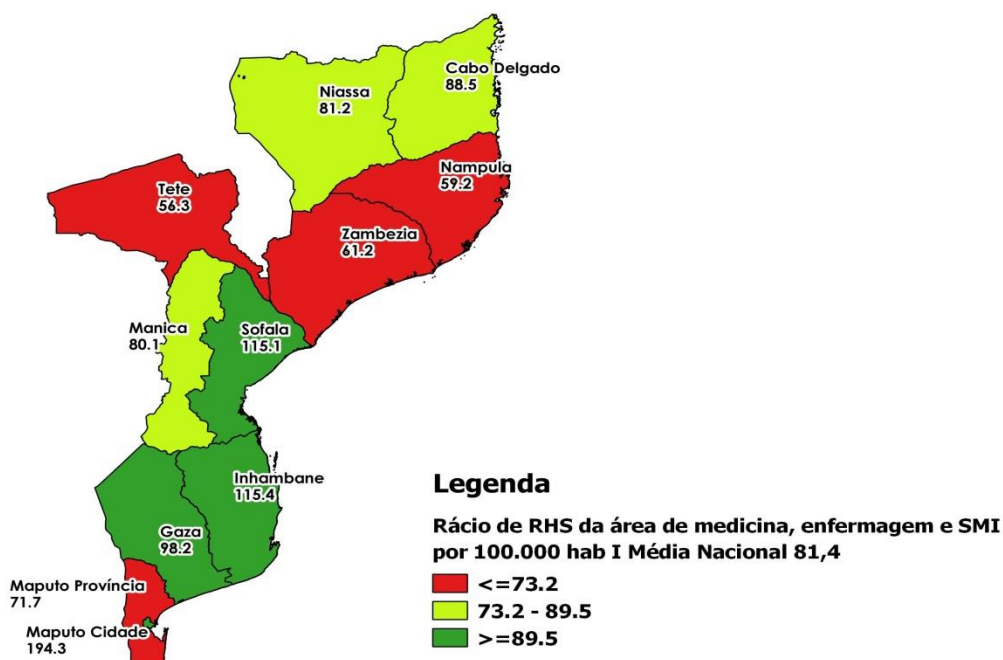 Cabo Delgado
88.5
Niassa
81.2
Nampula
59.2
Tete
56.3
Zambezia
61.2
Manica
80.1
Sofala
115.1
Inhambane
115.4
Gaza
98.2
Maputo Província
71.7
Maputo Cidade
194.3
Legenda
Rácio de RHS da área de medicina, enfermagem e SMI
por 100.000 hab I Média Nacional 81,4
<=73.2
73.2 - 89.5
>=89.5